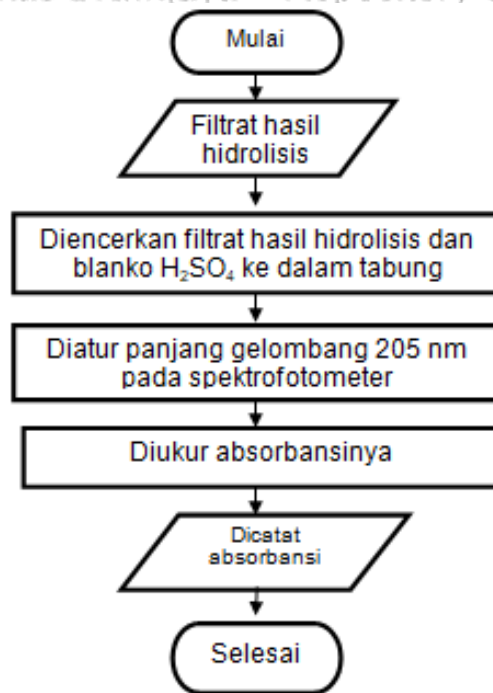 Mulai
Filtrat hasil
hidrolisis
Diencerkan filtrat hasil hidrolisis dan
blanko H₂SO₄ ke dalam tabung
Diatur panjang gelombang 205 nm
pada spektrofotometer
Diukur absorbansinya
Dicatat
absorbansi
Selesai